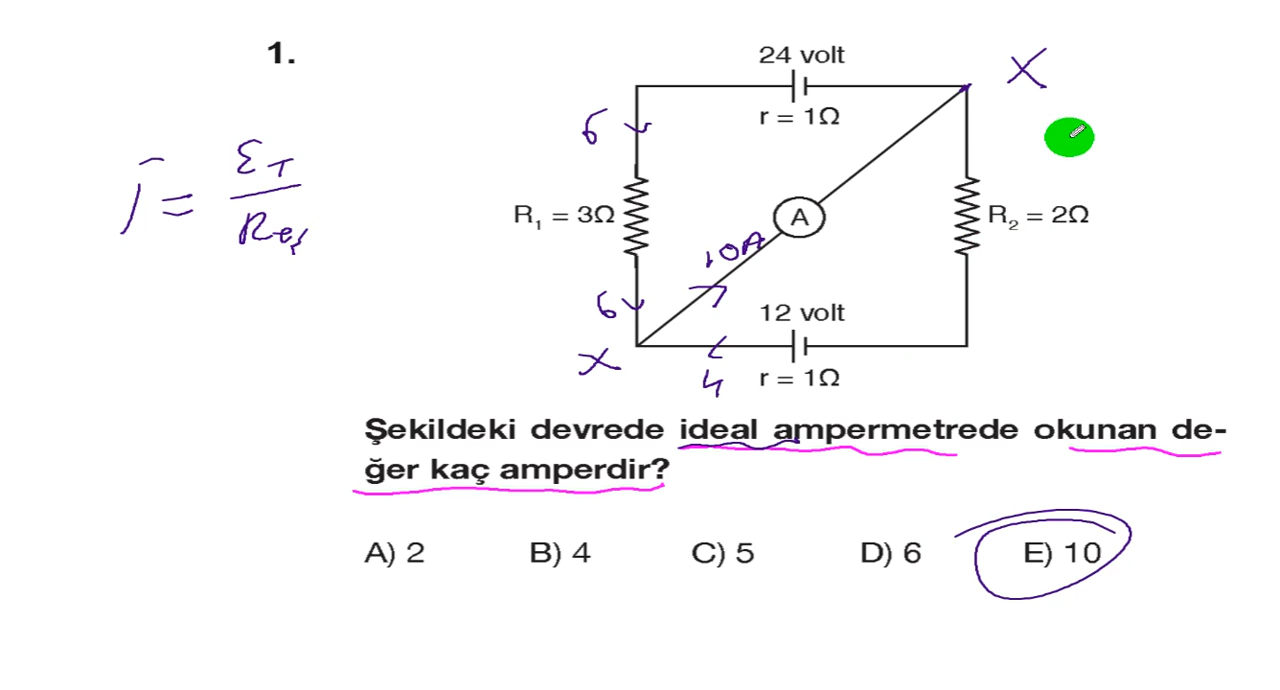 1.
24 volt
X
r = 1Ω
6
i = ε_T / R_eş
R₁ = 3Ω
A
R₂ = 2Ω
10A
6
12 volt
X
4
r = 1Ω
Şekildeki devrede ideal ampermetrede okunan de-
ğer kaç amperdir?
A) 2 B) 4 C) 5 D) 6 E) 10